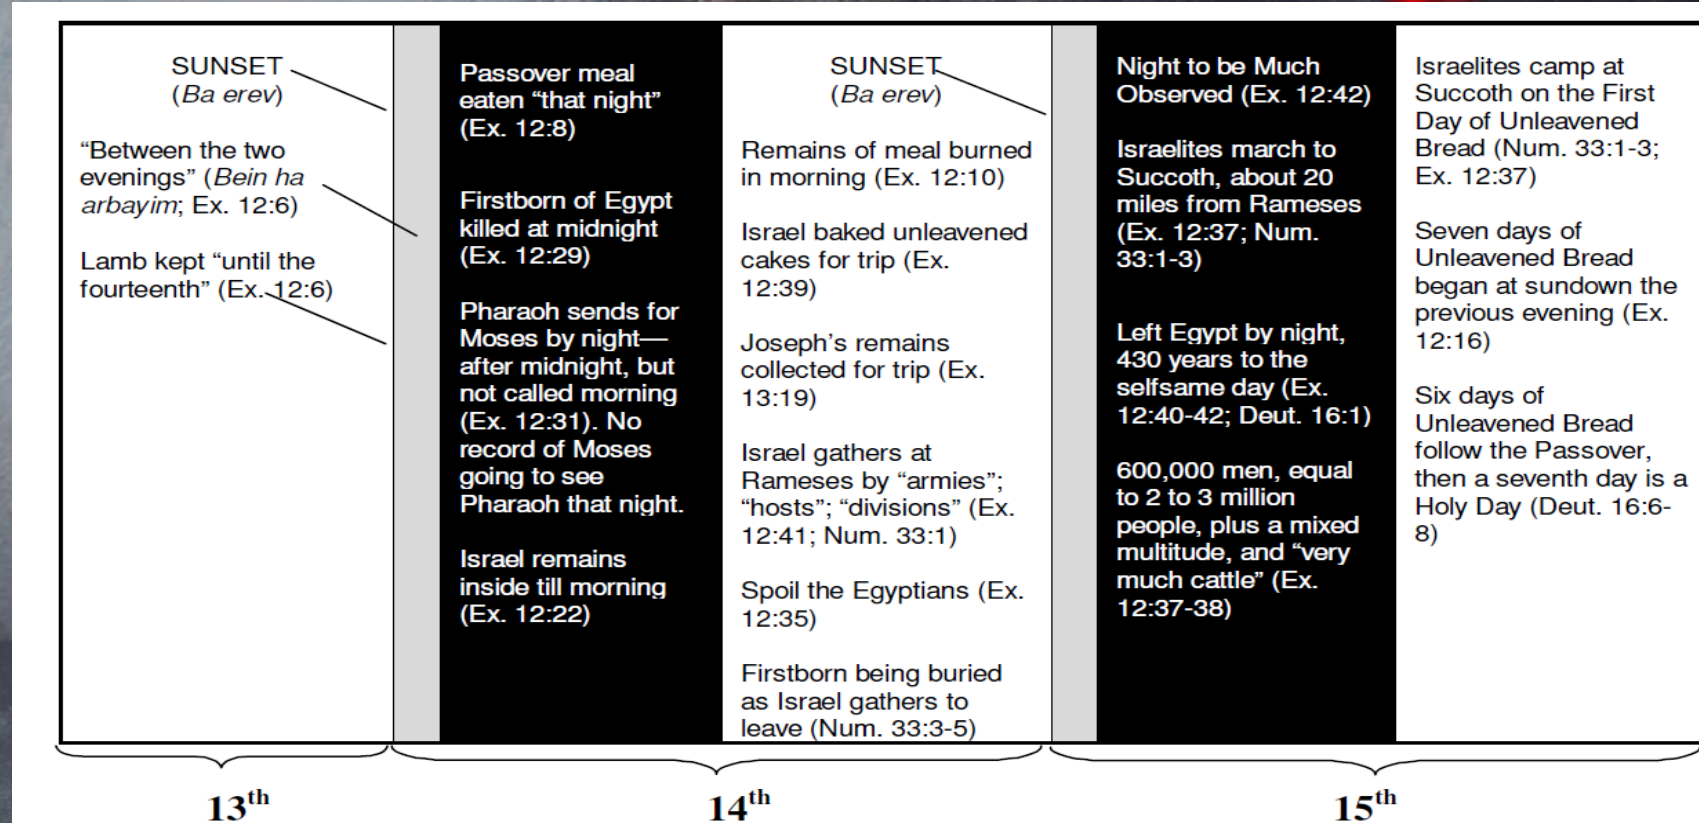 SUNSET
(Ba erev)
“Between the two
evenings” (Bein ha
arbayim; Ex. 12:6)
Lamb kept “until the
fourteenth” (Ex. 12:6)
Passover meal
eaten “that night”
(Ex. 12:8)
Firstborn of Egypt
killed at midnight
(Ex. 12:29)
Pharaoh sends for
Moses by night—
after midnight, but
not called morning
(Ex. 12:31). No
record of Moses
going to see
Pharaoh that night.
Israel remains
inside till morning
(Ex. 12:22)
SUNSET
(Ba erev)
Remains of meal burned
in morning (Ex. 12:10)
Israel baked unleavened
cakes for trip (Ex.
12:39)
Joseph’s remains
collected for trip (Ex.
13:19)
Israel gathers at
Rameses by “armies”;
“hosts”; “divisions” (Ex.
12:41; Num. 33:1)
Spoil the Egyptians (Ex.
12:35)
Firstborn being buried
as Israel gathers to
leave (Num. 33:3-5)
Night to be Much
Observed (Ex. 12:42)
Israelites march to
Succoth, about 20
miles from Rameses
(Ex. 12:37; Num.
33:1-3)
Left Egypt by night,
430 years to the
selfsame day (Ex.
12:40-42; Deut. 16:1)
600,000 men, equal
to 2 to 3 million
people, plus a mixed
multitude, and “very
much cattle” (Ex.
12:37-38)
Israelites camp at
Succoth on the First
Day of Unleavened
Bread (Num. 33:1-3;
Ex. 12:37)
Seven days of
Unleavened Bread
began at sundown the
previous evening (Ex.
12:16)
Six days of
Unleavened Bread
follow the Passover,
then a seventh day is a
Holy Day (Deut. 16:6-
8)
13th
14th
15th